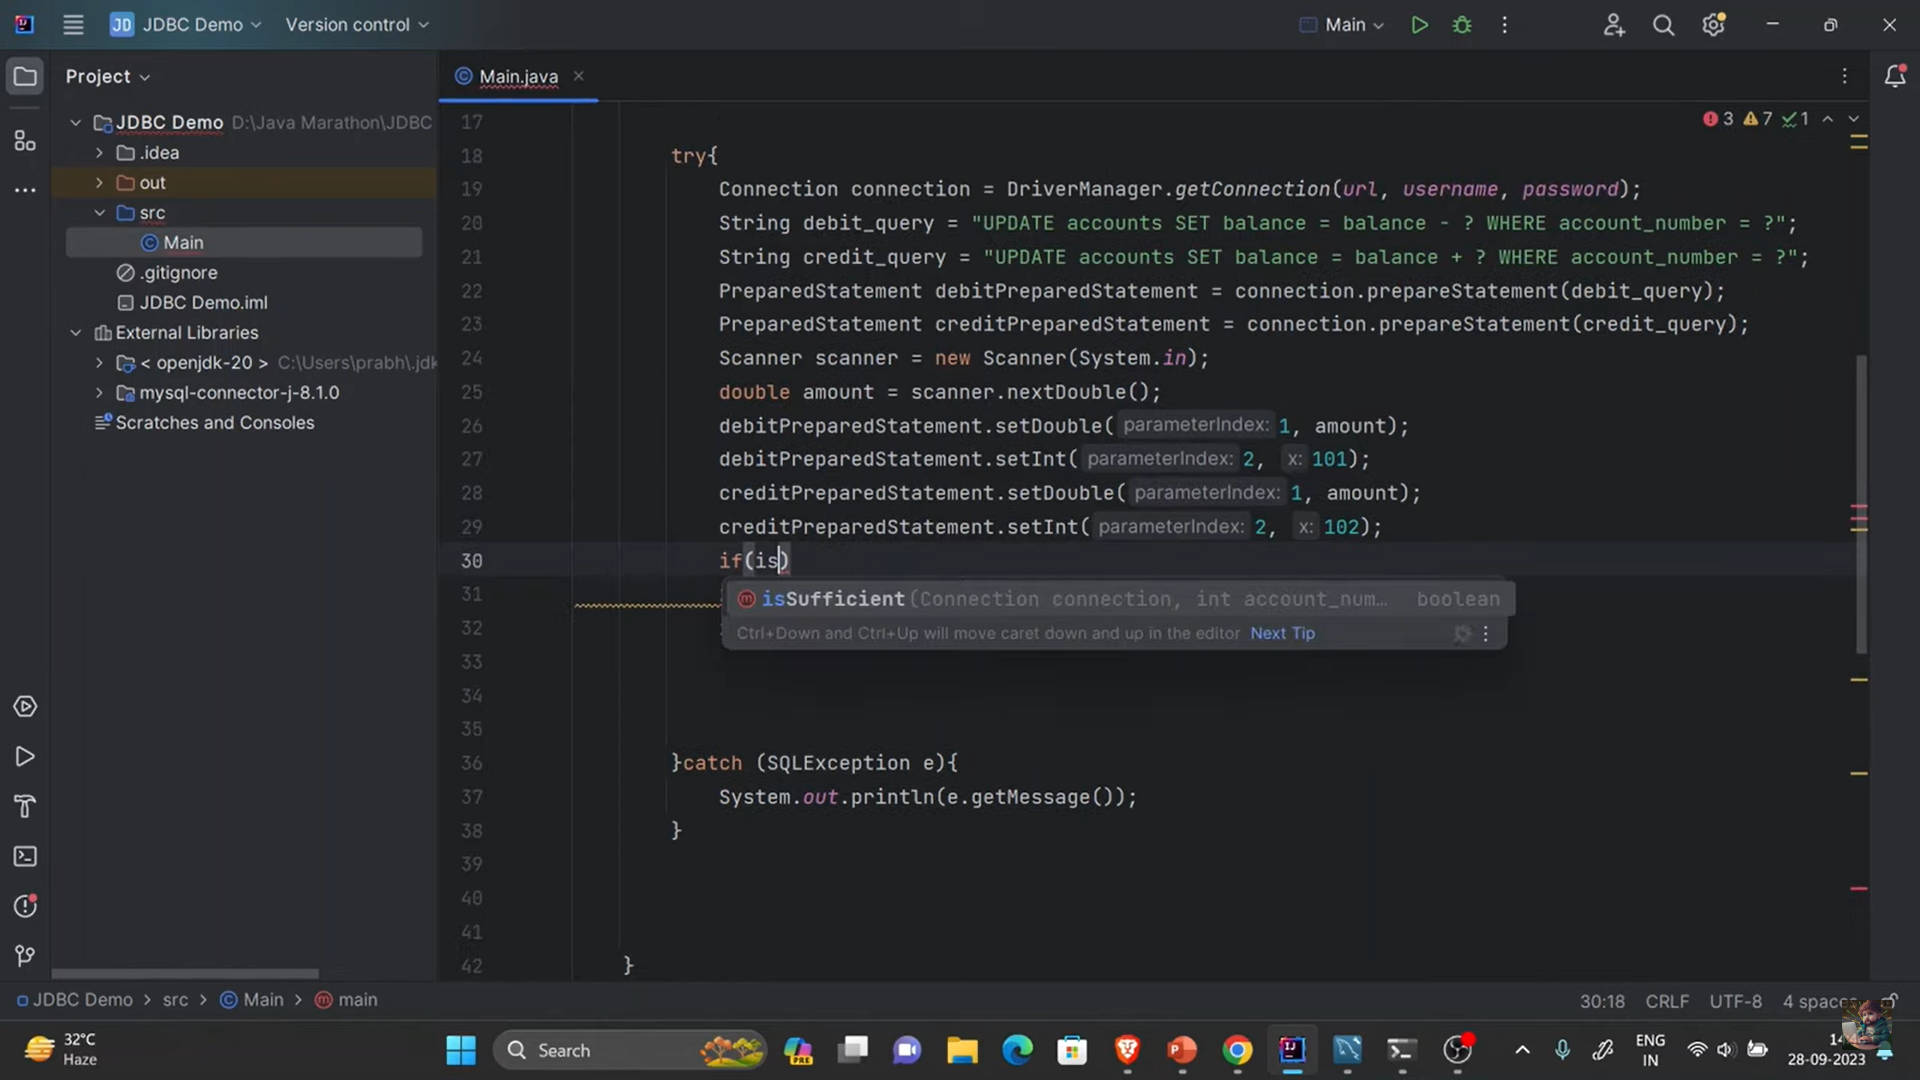 JD JDBC Demo Version control Main
Project
Main.java
JDBC Demo D:\Java Marathon\JDBC
.idea
out
src
Main
.gitignore
JDBC Demo.iml
External Libraries
< openjdk-20 > C:\Users\prabh\.jdk
mysql-connector-j-8.1.0
Scratches and Consoles
3 7 1
17
18 try{
19 Connection connection = DriverManager.getConnection(url, username, password);
20 String debit_query = "UPDATE accounts SET balance = balance - ? WHERE account_number = ?";
21 String credit_query = "UPDATE accounts SET balance = balance + ? WHERE account_number = ?";
22 PreparedStatement debitPreparedStatement = connection.prepareStatement(debit_query);
23 PreparedStatement creditPreparedStatement = connection.prepareStatement(credit_query);
24 Scanner scanner = new Scanner(System.in);
25 double amount = scanner.nextDouble();
26 debitPreparedStatement.setDouble( parameterIndex: 1, amount);
27 debitPreparedStatement.setInt( parameterIndex: 2, x: 101);
28 creditPreparedStatement.setDouble( parameterIndex: 1, amount);
29 creditPreparedStatement.setInt( parameterIndex: 2, x: 102);
30 if(is)
31 isSufficient(Connection connection, int account_num… boolean
32 Ctrl+Down and Ctrl+Up will move caret down and up in the editor Next Tip
33
34
35
36 }catch (SQLException e){
37 System.out.println(e.getMessage());
38 }
39
40
41
42 }
JDBC Demo > src > Main > main 30:18 CRLF UTF-8 4 spaces
32°C
Haze
Search
PRE
ENG
IN
28-09-2023